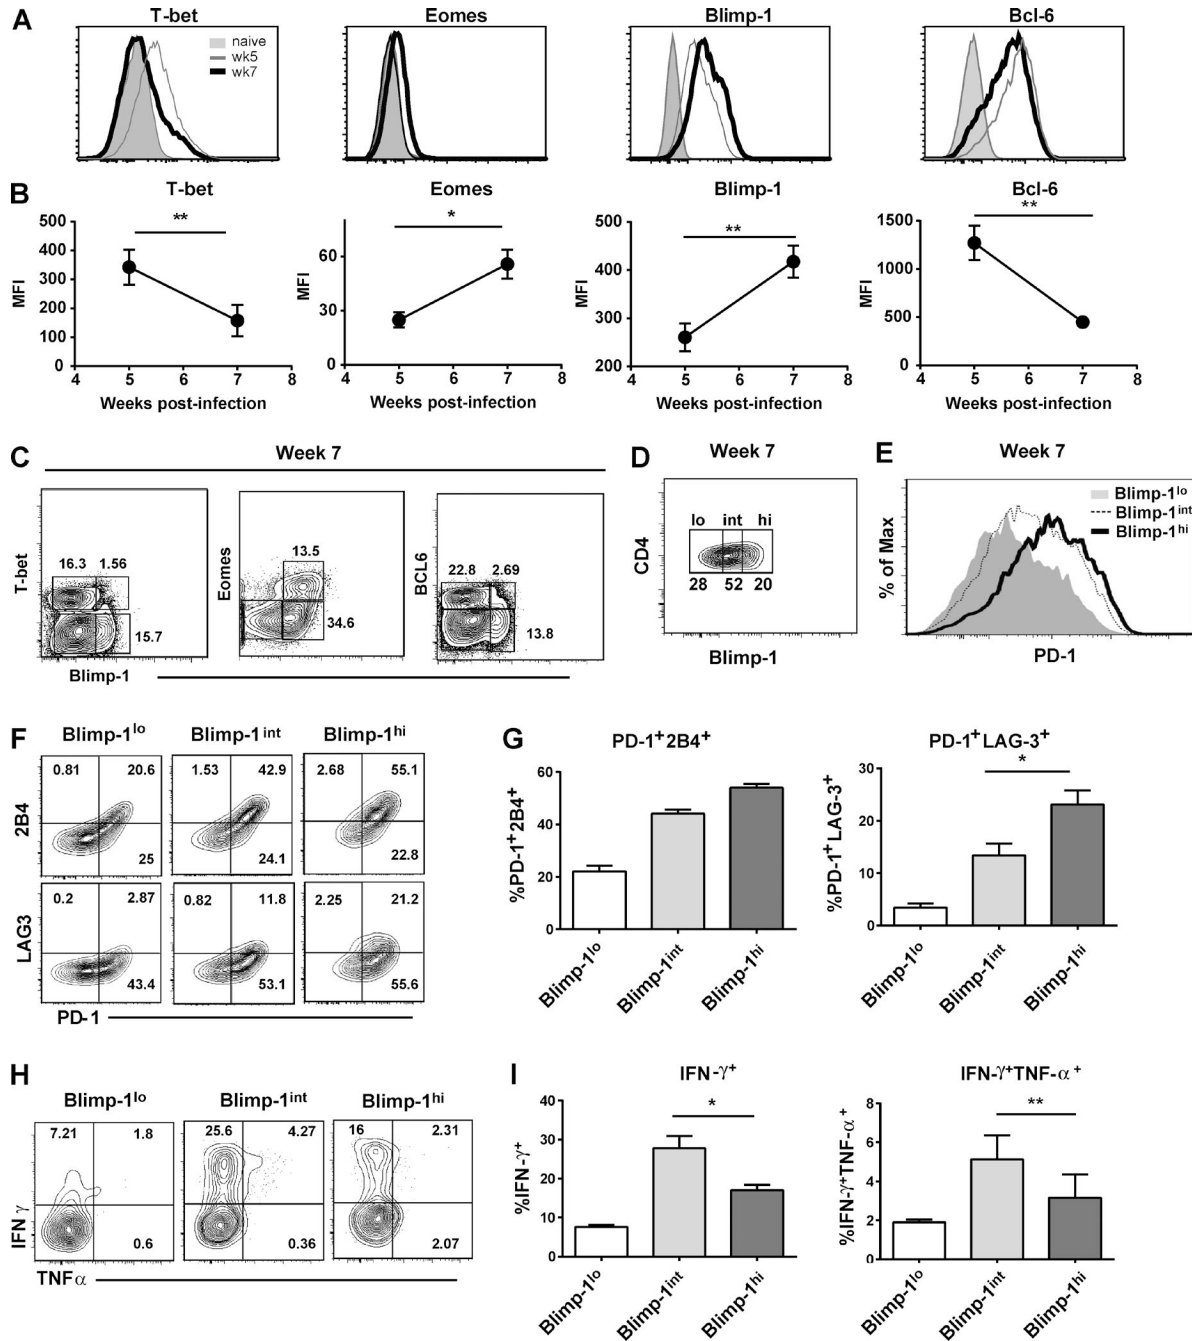 A
T-bet
Eomes
Blimp-1
Bcl-6
naive
wk5
wk7
B
T-bet
Eomes
Blimp-1
Bcl-6
MFI
500
400
300
200
100
0
**
4 5 6 7 8
Weeks post-infection
MFI
60
30
0
*
4 5 6 7 8
Weeks post-infection
MFI
500
400
300
200
**
4 5 6 7 8
Weeks post-infection
MFI
1500
1000
500
0
**
4 5 6 7 8
Weeks post-infection
C
Week 7
T-bet
16.3 1.56
15.7
Eomes
13.5
34.6
BCL6
22.8 2.69
13.8
Blimp-1
D
Week 7
CD4
lo int hi
28 52 20
Blimp-1
E
Week 7
% of Max
Blimp-1lo
Blimp-1int
Blimp-1hi
PD-1
F
Blimp-1lo Blimp-1int Blimp-1hi
2B4
0.81 20.6
25
1.53 42.9
24.1
2.68 55.1
22.8
LAG3
0.2 2.87
43.4
0.82 11.8
53.1
2.25 21.2
55.6
PD-1
G
PD-1+2B4+
%PD-1+2B4+
60
40
20
0
Blimp-1lo
Blimp-1int
Blimp-1hi
PD-1+LAG-3+
%PD-1+LAG-3+
30
20
10
0
*
Blimp-1lo
Blimp-1int
Blimp-1hi
H
Blimp-1lo Blimp-1int Blimp-1hi
IFN γ
7.21 1.8
0.6
25.6 4.27
0.36
16 2.31
2.07
TNFα
I
IFN-γ+
%IFN-γ+
40
30
20
10
0
*
Blimp-1lo
Blimp-1int
Blimp-1hi
IFN-γ+TNF-α+
%IFN-γ+TNF-α+
8
6
4
2
0
**
Blimp-1lo
Blimp-1int
Blimp-1hi